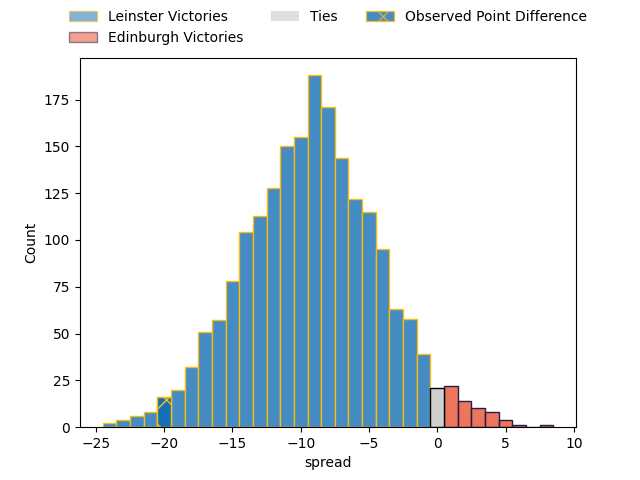 Leinster Victories
Ties
Observed Point Difference
Edinburgh Victories
175
150
125
100
75
50
25
0
Count
−25
−20
−15
−10
−5
0
5
10
spread